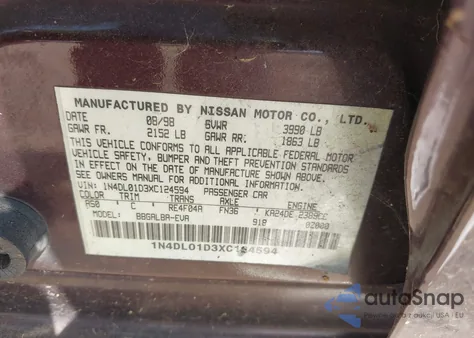 MANUFACTURED BY NISSAN MOTOR CO., LTD.
DATE 08/98 GVWR 3990 LB
GAWR FR. 2152 LB GAWR RR. 1863 LB
THIS VEHICLE CONFORMS TO ALL APPLICABLE FEDERAL MOTOR
VEHICLE SAFETY, BUMPER AND THEFT PREVENTION STANDARDS
IN EFFECT ON THE DATE OF MANUFACTURE SHOWN ABOVE.
SEE OWNERS MANUAL FOR ADDITIONAL INFORMATION
VIN:1N4DL01D3XC124594 PASSENGER CAR
COLOR TRIM TRANS AXLE ENGINE
C RE4F04A FN36 KA24DE 2389CC
MODEL: BBGALBA-EVA
1N4DL01D3XC124594
autoSnap